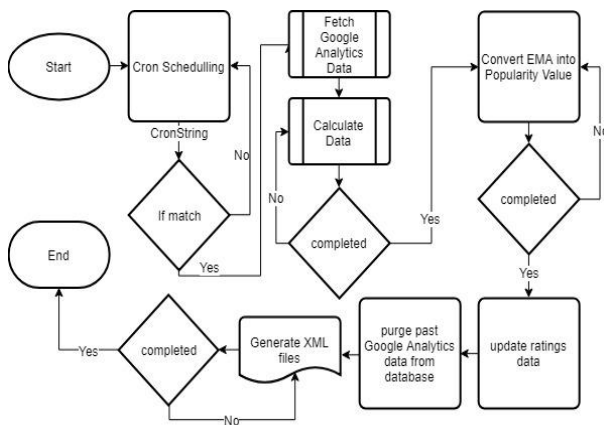 Start
Cron Schedulling
CronString
If match
No
Yes
Fetch
Google
Analytics
Data
Calculate
Data
No
completed
Yes
Convert EMA into
Popularity Value
No
completed
Yes
update ratings
data
purge past
Google Analytics
data from
database
Generate XML
files
completed
No
Yes
End